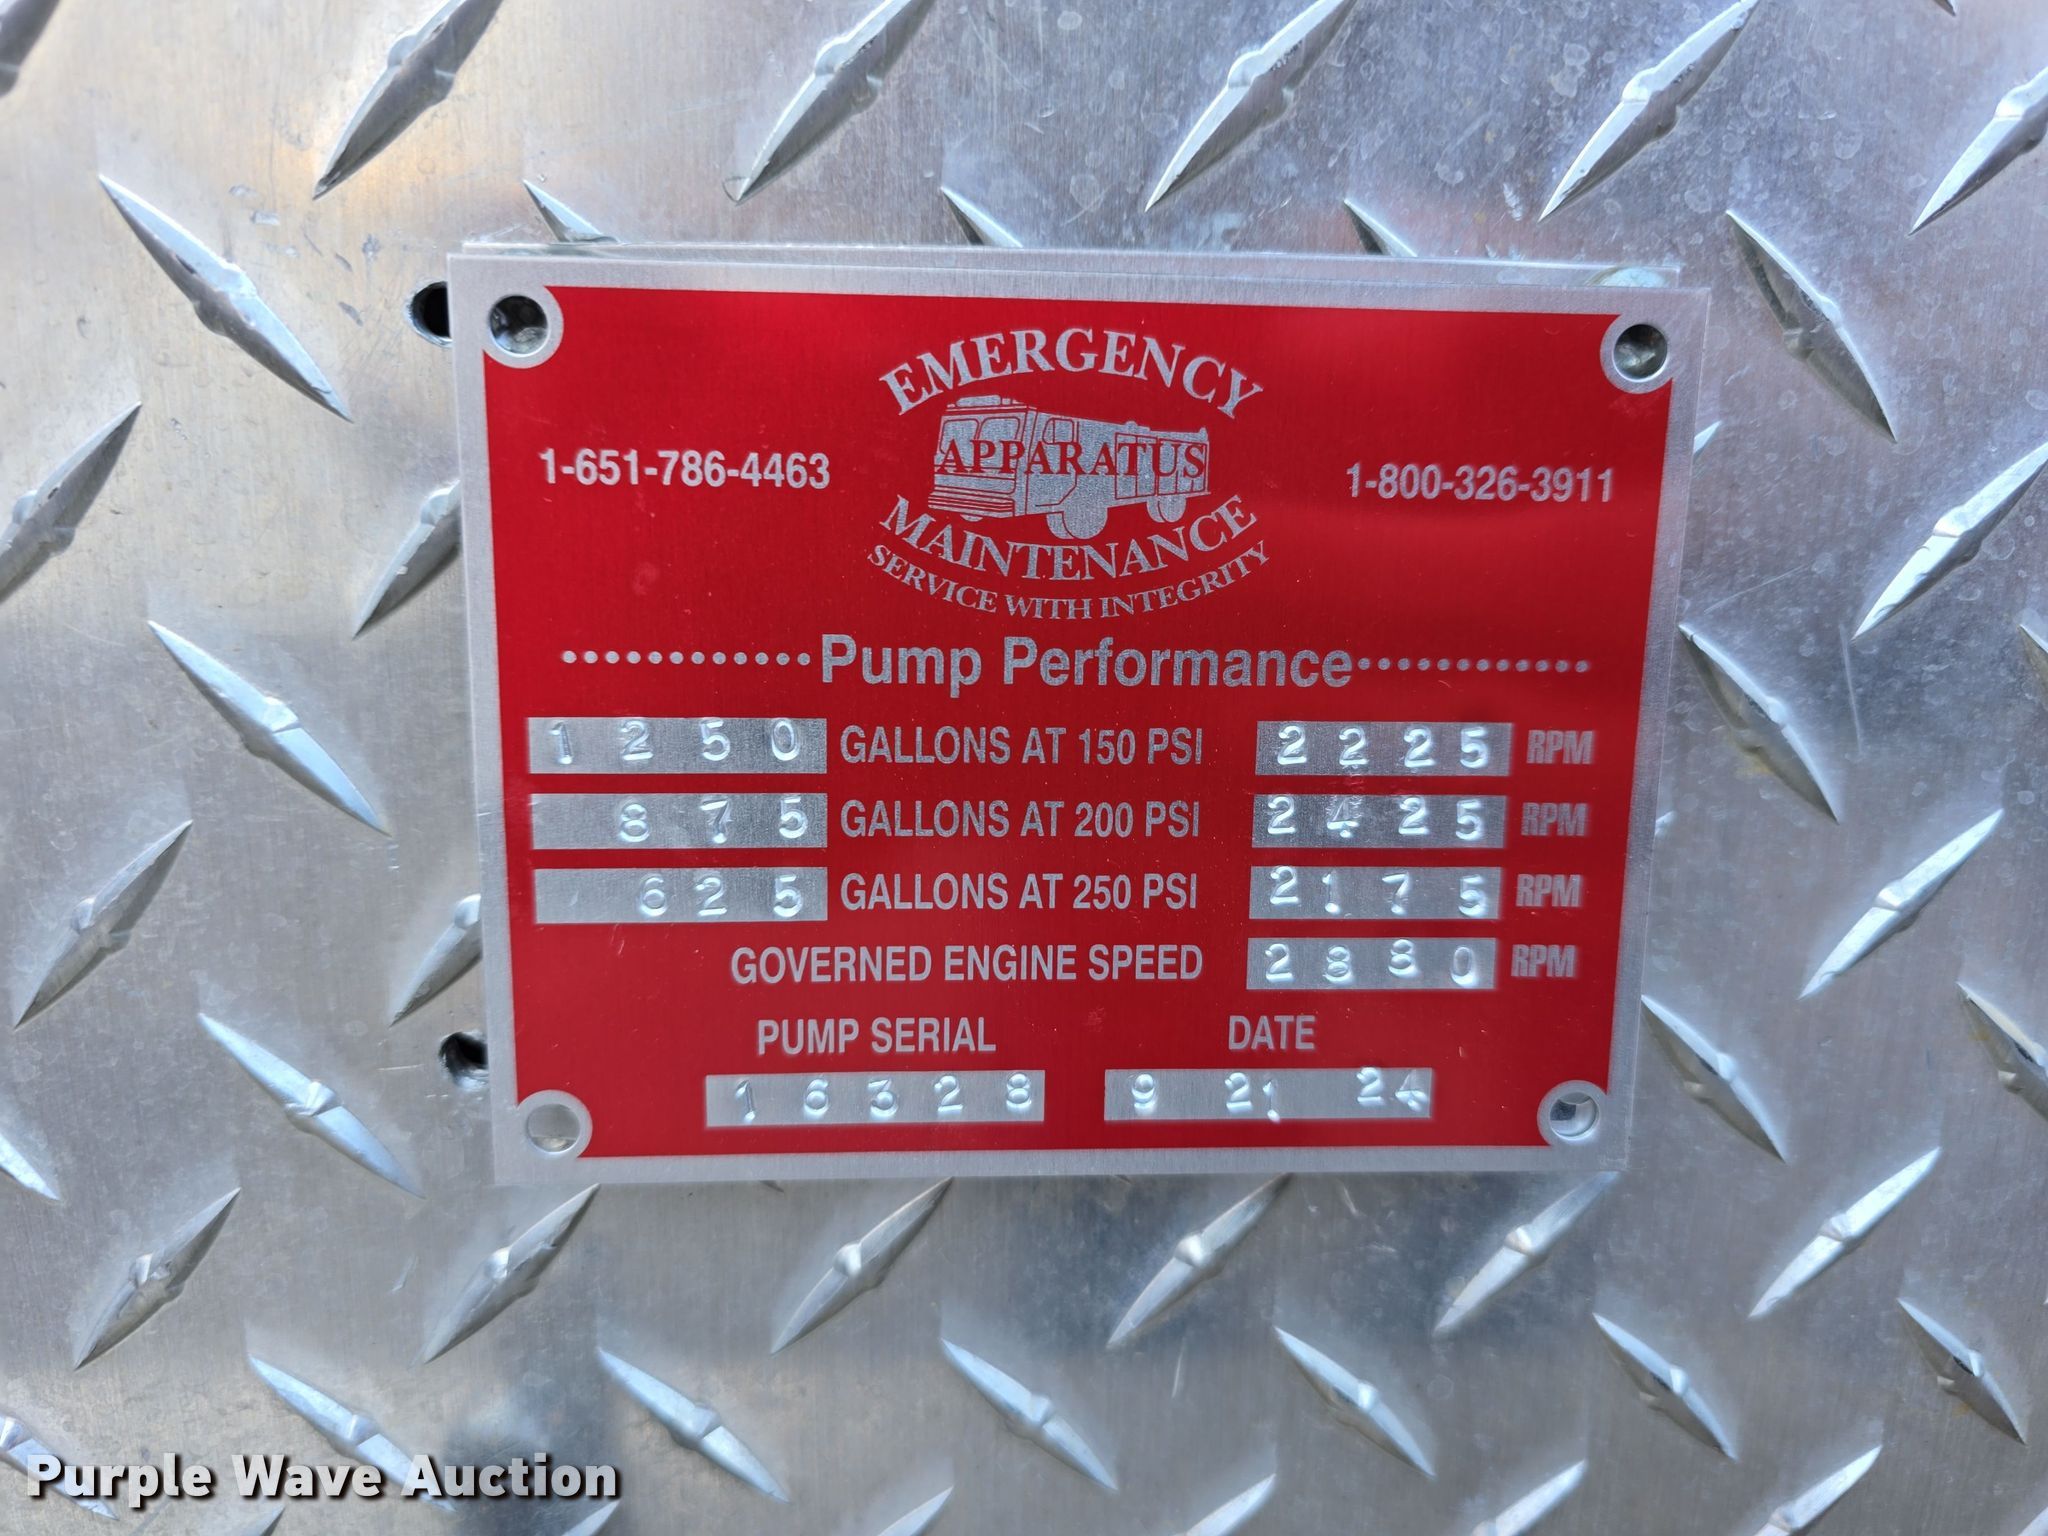 EMERGENCY
APPARATUS
MAINTENANCE
SERVICE WITH INTEGRITY
1-651-786-4463 1-800-326-3911
Pump Performance
1250 GALLONS AT 150 PSI 2225 RPM
875 GALLONS AT 200 PSI 2425 RPM
625 GALLONS AT 250 PSI 2175 RPM
GOVERNED ENGINE SPEED 2880 RPM
PUMP SERIAL DATE
16328 9 21 24
Purple Wave Auction